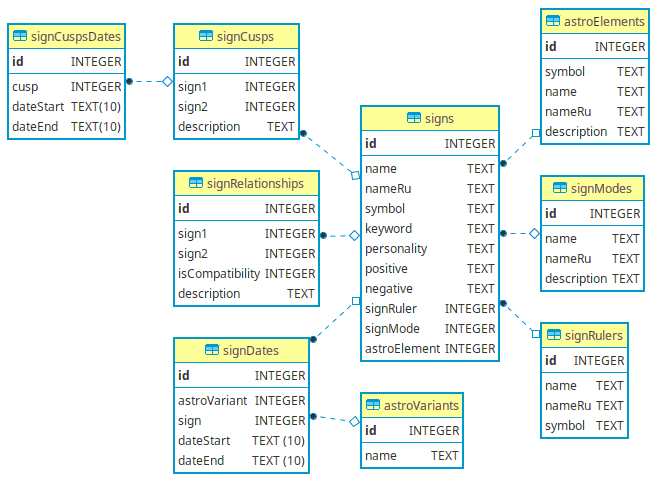 signCuspsDates
id INTEGER
cusp INTEGER
dateStart TEXT(10)
dateEnd TEXT(10)
signCusps
id INTEGER
sign1 INTEGER
sign2 INTEGER
description TEXT
signRelationships
id INTEGER
sign1 INTEGER
sign2 INTEGER
isCompatibility INTEGER
description TEXT
signDates
id INTEGER
astroVariant INTEGER
sign INTEGER
dateStart TEXT (10)
dateEnd TEXT (10)
signs
id INTEGER
name TEXT
nameRu TEXT
symbol TEXT
keyword TEXT
personality TEXT
positive TEXT
negative TEXT
signRuler INTEGER
signMode INTEGER
astroElement INTEGER
astroVariants
id INTEGER
name TEXT
astroElements
id INTEGER
symbol TEXT
name TEXT
nameRu TEXT
description TEXT
signModes
id INTEGER
name TEXT
nameRu TEXT
description TEXT
signRulers
id INTEGER
name TEXT
nameRu TEXT
symbol TEXT